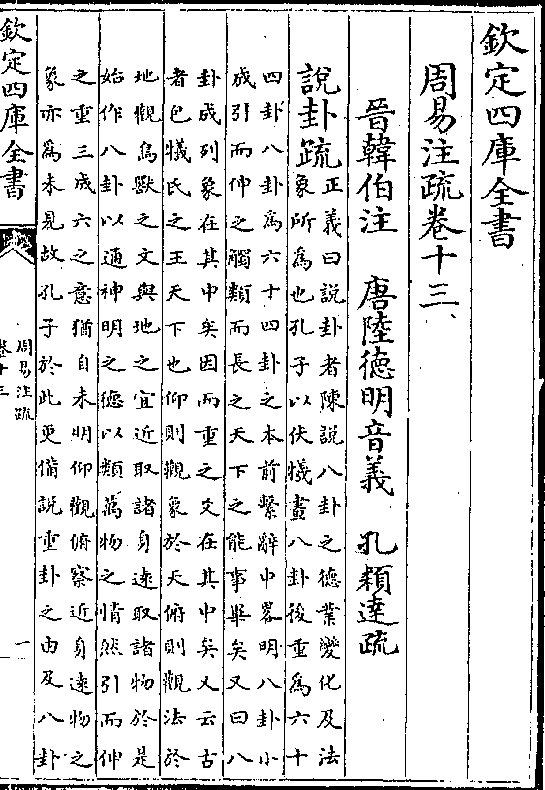 欽定四庫全書
周易注疏卷十三
晉韓伯注 唐陸德明音義 孔穎達疏
說卦疏
正義曰說卦者陳說八卦之德業變化及法
象所為也孔子以伏犧畫八卦後重為六十
四卦八卦為六十四卦之本前繫辭中畧明八卦小
成引而伸之觸類而長之天下之能事畢矣又曰八
卦成列象在其中矣因而重之爻在其中矣又云古
者包犧氏之王天下也仰則觀象於天俯則觀法於
地觀鳥獸之文與地之宜近取諸身遠取諸物於是
始作八卦以通神明之德以類萬物之情然引而伸
之重三成六之意猶自未明仰觀俯察近身遠物之
象亦為未見故孔子於此更備說重卦之由及八卦
欽定四庫全書
周易注疏
卷十三
一